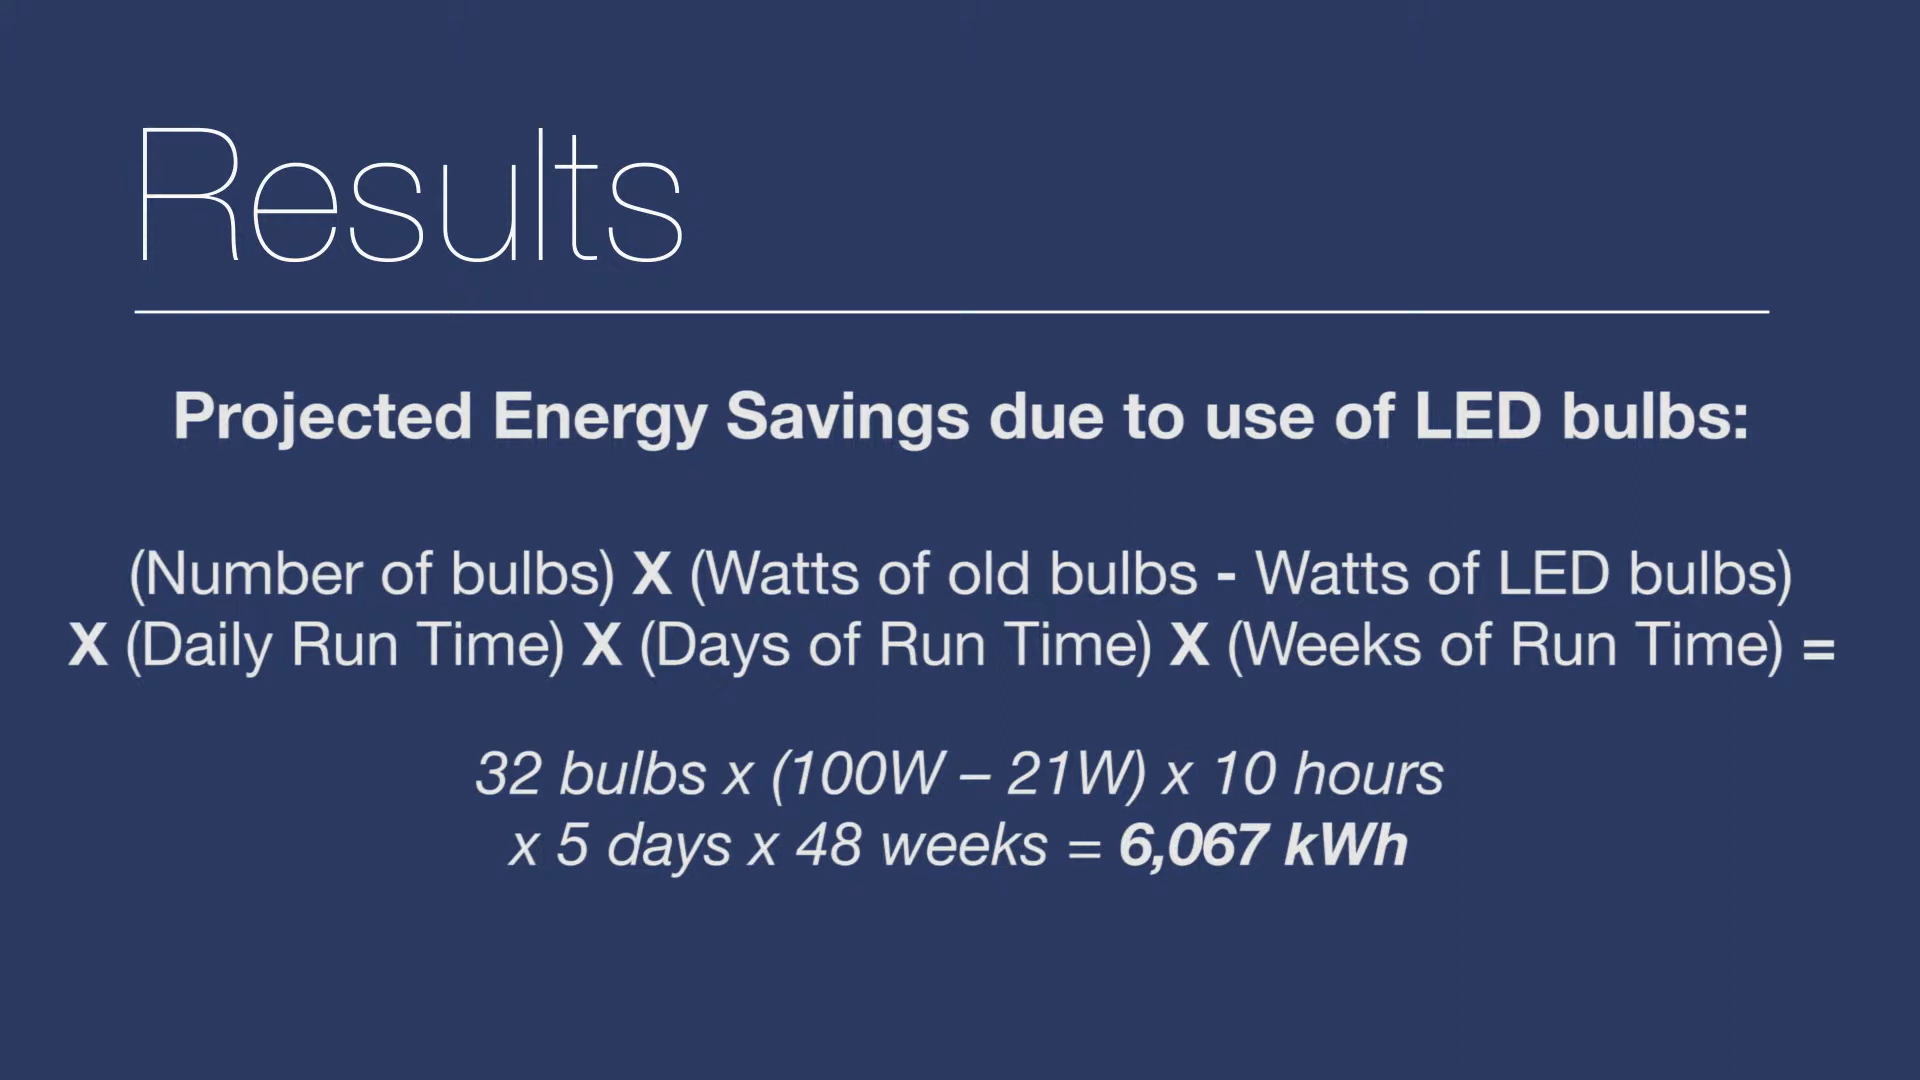 Results
Projected Energy Savings due to use of LED bulbs:
(Number of bulbs) X (Watts of old bulbs - Watts of LED bulbs)
X (Daily Run Time) X (Days of Run Time) X (Weeks of Run Time) =
32 bulbs x (100W – 21W) x 10 hours
x 5 days x 48 weeks = 6,067 kWh